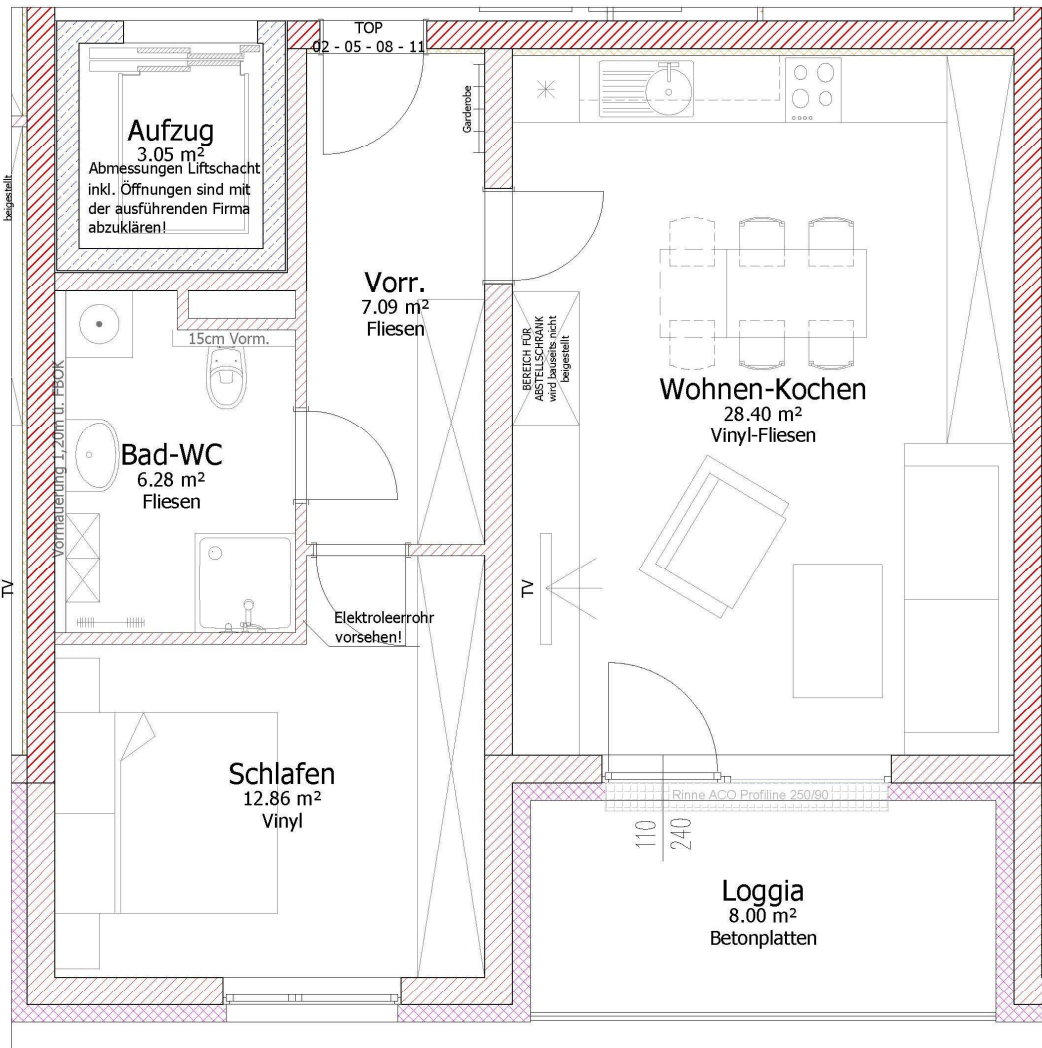 TOP
02 - 05 - 08 - 11
Aufzug
3.05 m²
Abmessungen Liftschacht
inkl. Öffnungen sind mit
der ausführenden Firma
abzuklären!
beigestellt
Garderobe
Vorr.
7.09 m²
Fliesen
15cm Vorm.
BEREICH FÜR
ABSTELLSCHRANK
wird bauseits nicht
beigestellt
Wohnen-Kochen
28.40 m²
Vinyl-Fliesen
Vormauerung 1,20m ü. FBOK
Bad-WC
6.28 m²
Fliesen
TV
TV
Elektroleerrohr
vorsehen!
Schlafen
12.86 m²
Vinyl
Rinne ACO Profiline 250/90
110
240
Loggia
8.00 m²
Betonplatten